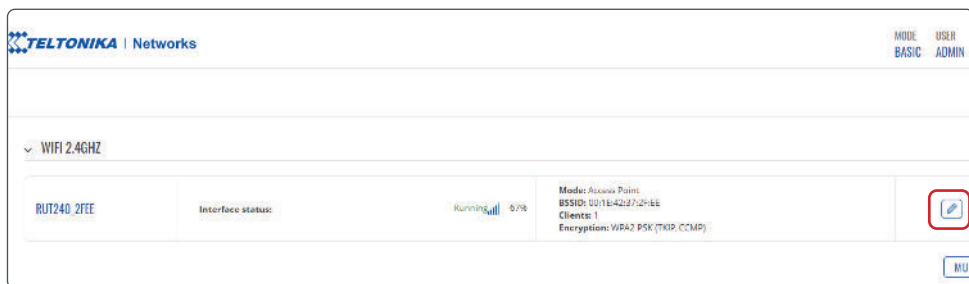 TELTONIKA | Networks
MODE USER
BASIC ADMIN
WIFI 2.4GHZ
RUT240_2FEE
Interface status:
Running 67%
Mode: Access Point
BSSID: 00:1E:42:37:2F:EE
Clients: 1
Encryption: WPA2 PSK (TKIP, CCMP)
MU